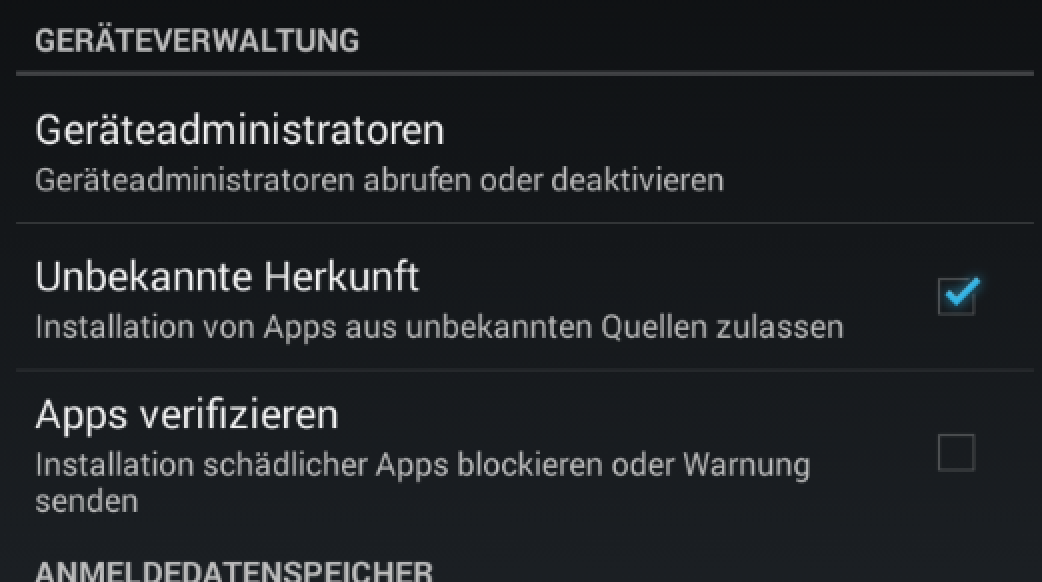 GERÄTEVERWALTUNG
Geräteadministratoren
Geräteadministratoren abrufen oder deaktivieren
Unbekannte Herkunft
Installation von Apps aus unbekannten Quellen zulassen
Apps verifizieren
Installation schädlicher Apps blockieren oder Warnung
senden
ANMELDEDATENSPEICHER